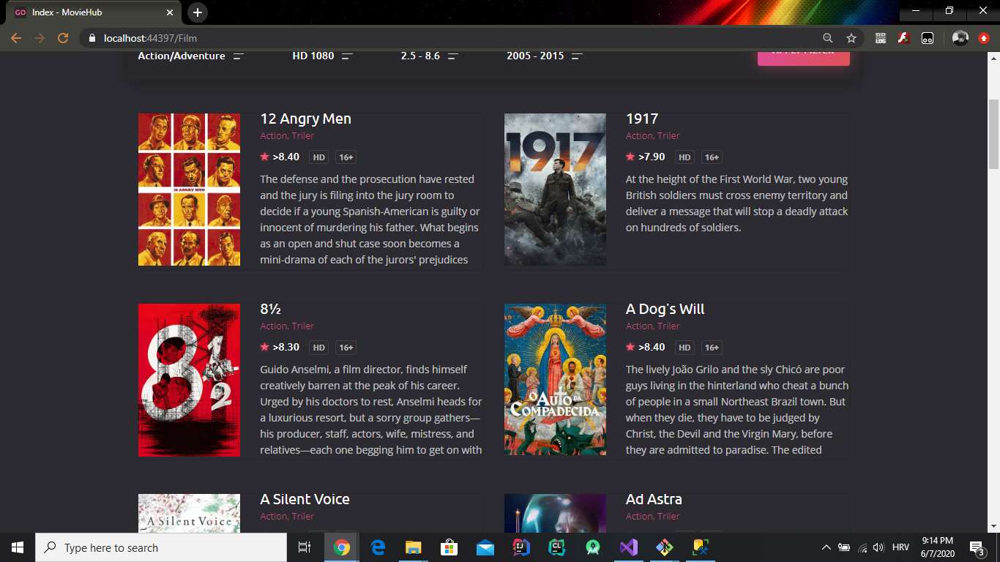 GO Index - MovieHub
localhost:44397/Film
Action/Adventure HD 1080 2.5 - 8.6 2005 - 2015 APPLY FILTER
12 Angry Men
Action, Triler
>8.40 HD 16+
The defense and the prosecution have rested
and the jury is filing into the jury room to
decide if a young Spanish-American is guilty or
innocent of murdering his father. What begins
as an open and shut case soon becomes a
mini-drama of each of the jurors' prejudices
12 ANGRY MEN
1917
Action, Triler
>7.90 HD 16+
At the height of the First World War, two young
British soldiers must cross enemy territory and
deliver a message that will stop a deadly attack
on hundreds of soldiers.
1917
8½
Action, Triler
>8.30 HD 16+
Guido Anselmi, a film director, finds himself
creatively barren at the peak of his career.
Urged by his doctors to rest, Anselmi heads for
a luxurious resort, but a sorry group gathers—
his producer, staff, actors, wife, mistress, and
relatives—each one begging him to get on with
8 1/2
A Dog's Will
Action, Triler
>8.40 HD 16+
The lively João Grilo and the sly Chicó are poor
guys living in the hinterland who cheat a bunch
of people in a small Northeast Brazil town. But
when they die, they have to be judged by
Christ, the Devil and the Virgin Mary, before
they are admitted to paradise. The edited
O AUTO DA
COMPADECIDA
A Silent Voice
Action, Triler
A Silent Voice
Ad Astra
Action, Triler
Type here to search
IJ
CL
HRV
9:14 PM
6/7/2020
3